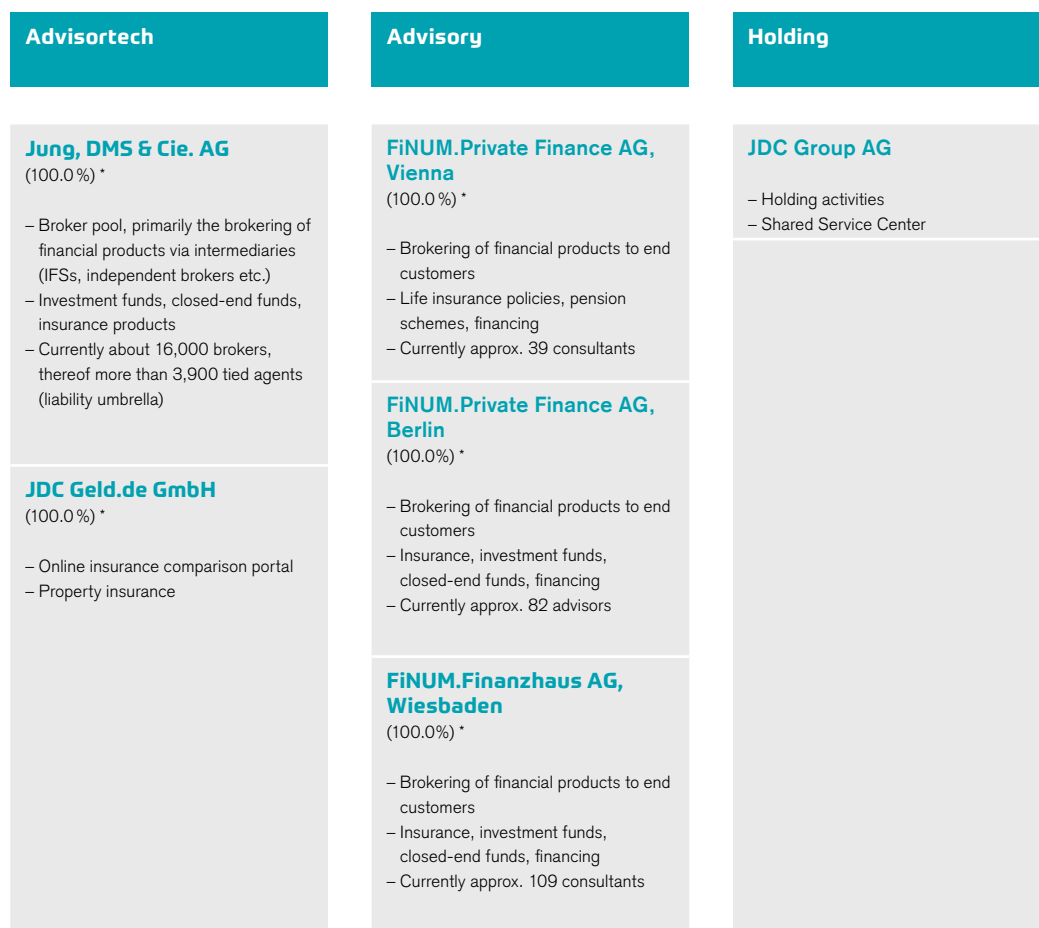 Advisortech
Jung, DMS & Cie. AG
(100.0 %) *
– Broker pool, primarily the brokering of
financial products via intermediaries
(IFSs, independent brokers etc.)
– Investment funds, closed-end funds,
insurance products
– Currently about 16,000 brokers,
thereof more than 3,900 tied agents
(liability umbrella)
JDC Geld.de GmbH
(100.0 %) *
– Online insurance comparison portal
– Property insurance
Advisory
FiNUM.Private Finance AG,
Vienna
(100.0 %) *
– Brokering of financial products to end
customers
– Life insurance policies, pension
schemes, financing
– Currently approx. 39 consultants
FiNUM.Private Finance AG,
Berlin
(100.0%) *
– Brokering of financial products to end
customers
– Insurance, investment funds,
closed-end funds, financing
– Currently approx. 82 advisors
FiNUM.Finanzhaus AG,
Wiesbaden
(100.0%) *
– Brokering of financial products to end
customers
– Insurance, investment funds,
closed-end funds, financing
– Currently approx. 109 consultants
Holding
JDC Group AG
– Holding activities
– Shared Service Center